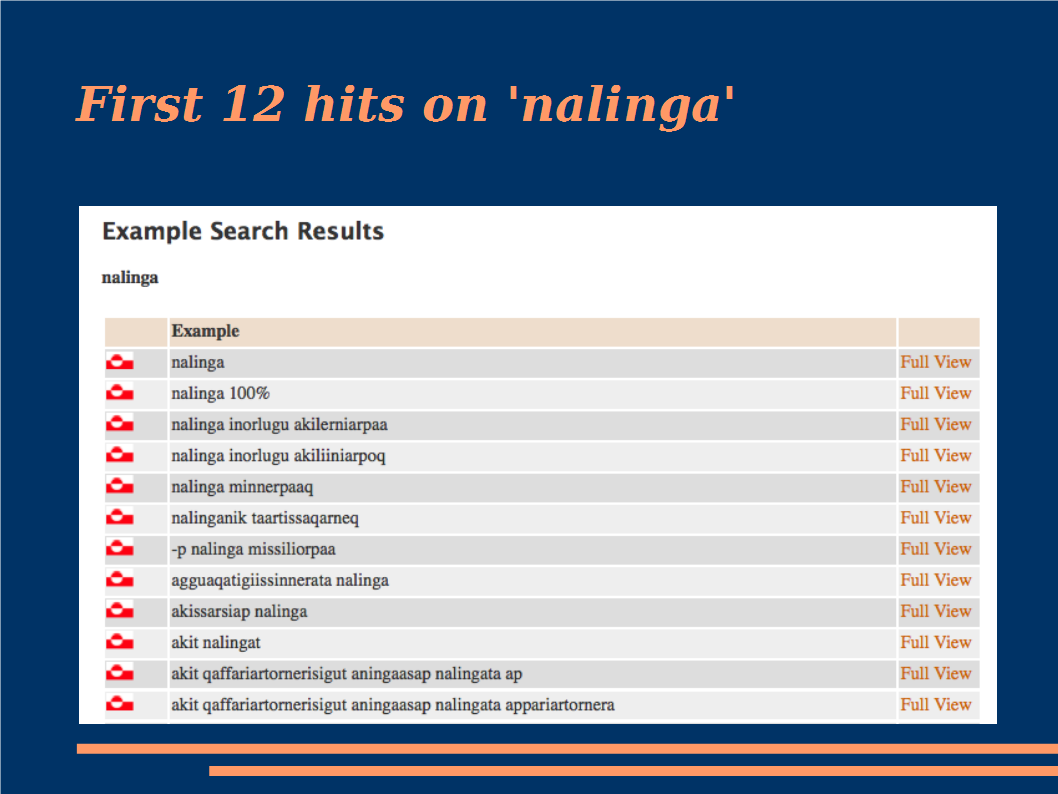 First 12 hits on 'nalinga'
Example Search Results
nalinga
Example
nalinga Full View
nalinga 100% Full View
nalinga inorlugu akilerniarpaa Full View
nalinga inorlugu akiliiniarpoq Full View
nalinga minnerpaaq Full View
nalinganik taartissaqarneq Full View
-p nalinga missiliorpaa Full View
agguaqatigiissinnerata nalinga Full View
akissarsiap nalinga Full View
akit nalingat Full View
akit qaffariartornerisigut aningaasap nalingata ap Full View
akit qaffariartornerisigut aningaasap nalingata appariartornera Full View